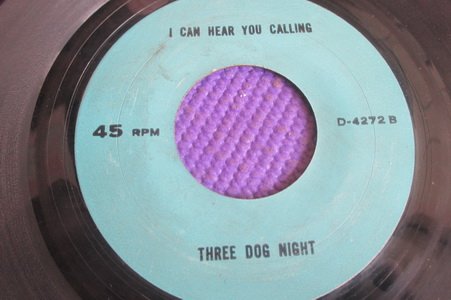 I CAN HEAR YOU CALLING
45 RPM
D-4272 B
THREE DOG NIGHT